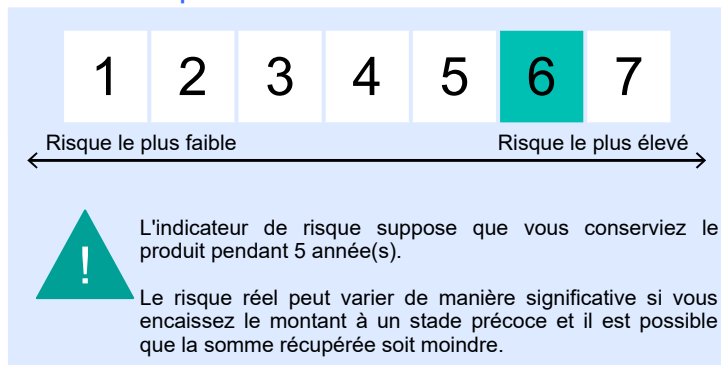 1 2 3 4 5 6 7
Risque le plus faible Risque le plus élevé
!
L'indicateur de risque suppose que vous conserviez le
produit pendant 5 année(s).
Le risque réel peut varier de manière significative si vous
encaissez le montant à un stade précoce et il est possible
que la somme récupérée soit moindre.